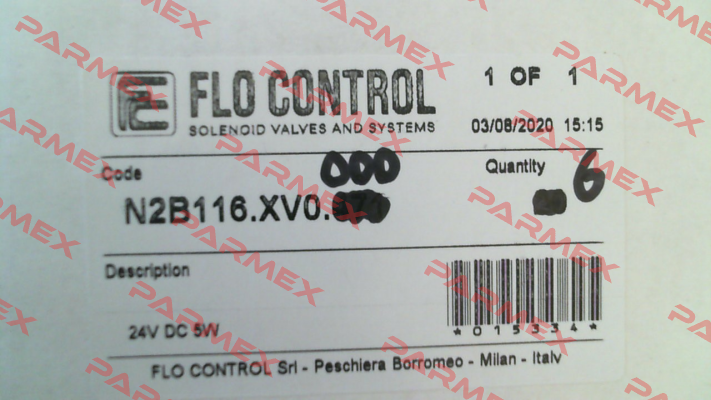 FLO CONTROL
SOLENOID VALVES AND SYSTEMS
1 OF 1
03/08/2020 15:15
Code
000
N2B116.XV0.
Quantity
6
Description
24V DC 5W
*015334*
FLO CONTROL Srl - Peschiera Borromeo - Milan - Italy
PARMEX